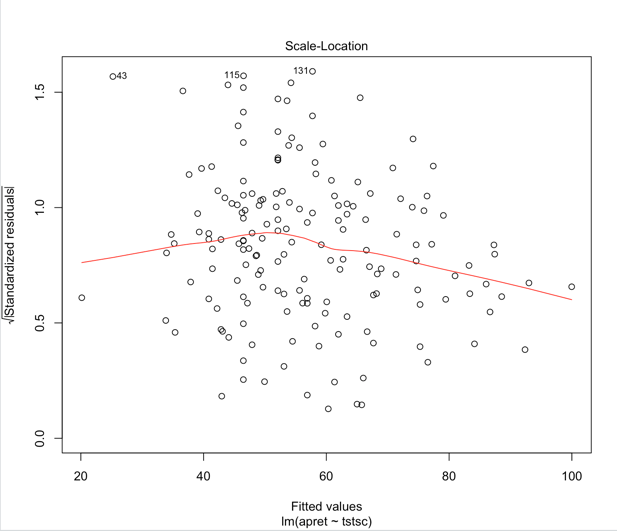 Scale-Location
43
115
131
√|Standardized residuals|
1.5
1.0
0.5
0.0
20 40 60 80 100
Fitted values
lm(apret ~ tstsc)